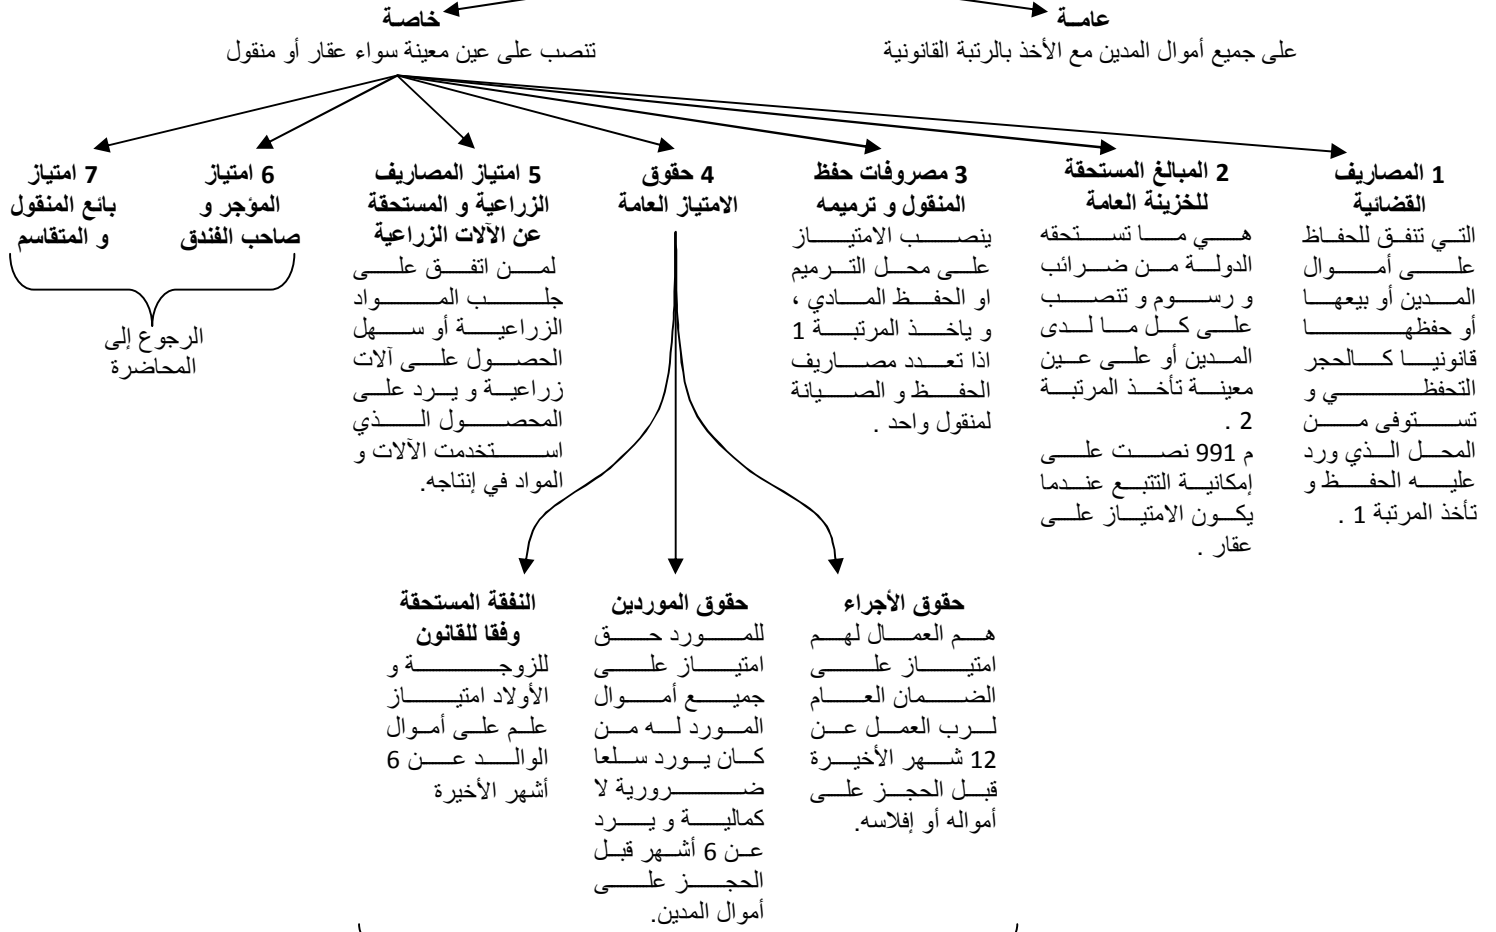 عامـة
على جميع أموال المدين مع الأخذ بالرتبة القانونية
خاصـة
تنصب على عين معينة سواء عقار أو منقول
1 المصاريف
القضائية
التي تنفق للحفاظ
على أموال
المدين أو بيعها
أو حفظها
قانونيا كالحجر
التحفظي و
تستوفى من
المحل الذي ورد
عليه الحفظ و
تأخذ المرتبة 1 .
2 المبالغ المستحقة
للخزينة العامة
هي ما تستحقه
الدولة من ضرائب
و رسوم و تنصب
على كل ما لدى
المدين أو على عين
معينة تأخذ المرتبة
2 .
م 991 نصت على
إمكانية التتبع عندما
يكون الامتياز على
عقار .
3 مصروفات حفظ
المنقول و ترميمه
ينصب الامتياز
على محل الترميم
او الحفظ المادي ،
و ياخذ المرتبة 1
اذا تعدد مصاريف
الحفظ و الصيانة
لمنقول واحد .
4 حقوق
الامتياز العامة
5 امتياز المصاريف
الزراعية و المستحقة
عن الآلات الزراعية
لمن اتفق على
جلب المواد
الزراعية أو سهل
الحصول على آلات
زراعية و يرد على
المحصول الذي
استخدمت الآلات و
المواد في إنتاجه.
6 امتياز
المؤجر و
صاحب الفندق
7 امتياز
بائع المنقول
و المتقاسم
الرجوع إلى
المحاضرة
حقوق الأجراء
هم العمال لهم
امتياز على
الضمان العام
لرب العمل عن
12 شهر الأخيرة
قبل الحجز على
أمواله أو إفلاسه.
حقوق الموردين
للمورد حق
امتياز على
جميع أموال
المورد له من
كان يورد سلعا
ضرورية لا
كمالية و يرد
عن 6 أشهر قبل
الحجز على
أموال المدين.
النفقة المستحقة
وفقا للقانون
للزوجة و
الأولاد امتياز
علم على أموال
الوالد عن 6
أشهر الأخيرة